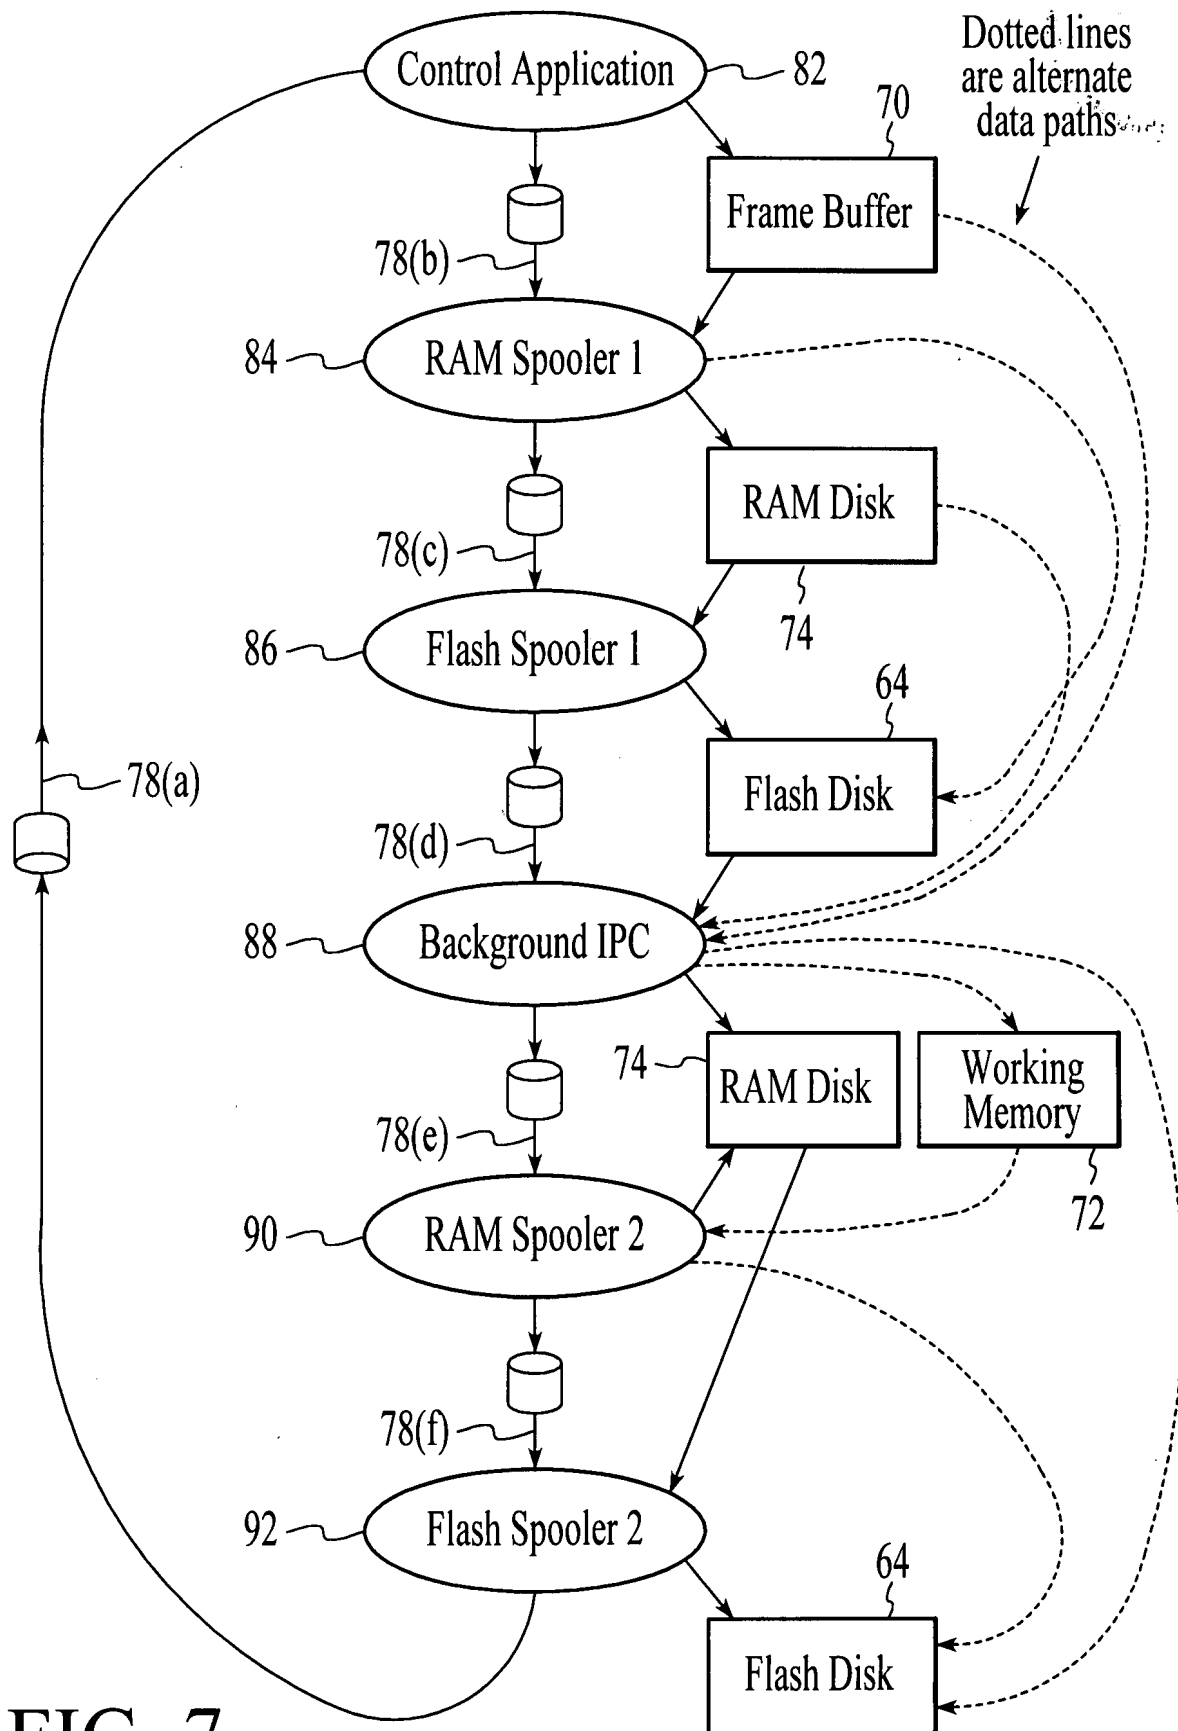 Control Application
82
Dotted lines
are alternate
data paths
70
Frame Buffer
78(b)
84
RAM Spooler 1
RAM Disk
78(c)
74
86
Flash Spooler 1
64
78(a)
Flash Disk
78(d)
88
Background IPC
74
RAM Disk
Working
Memory
78(e)
72
90
RAM Spooler 2
78(f)
92
Flash Spooler 2
64
Flash Disk
FIG. 7